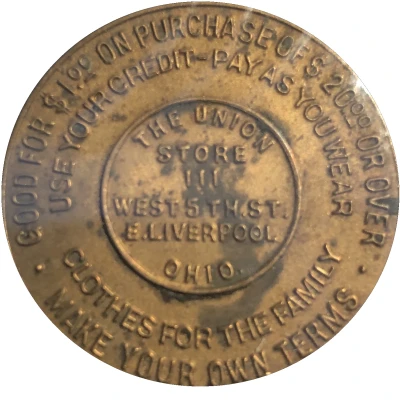 GOOD FOR $1.00 ON PURCHASE OF $20.00 OR OVER
USE YOUR CREDIT-PAY AS YOU WEAR
THE UNION
STORE
111
WEST 5TH.ST.
E.LIVERPOOL
OHIO.
CLOTHES FOR THE FAMILY
MAKE YOUR OWN TERMS